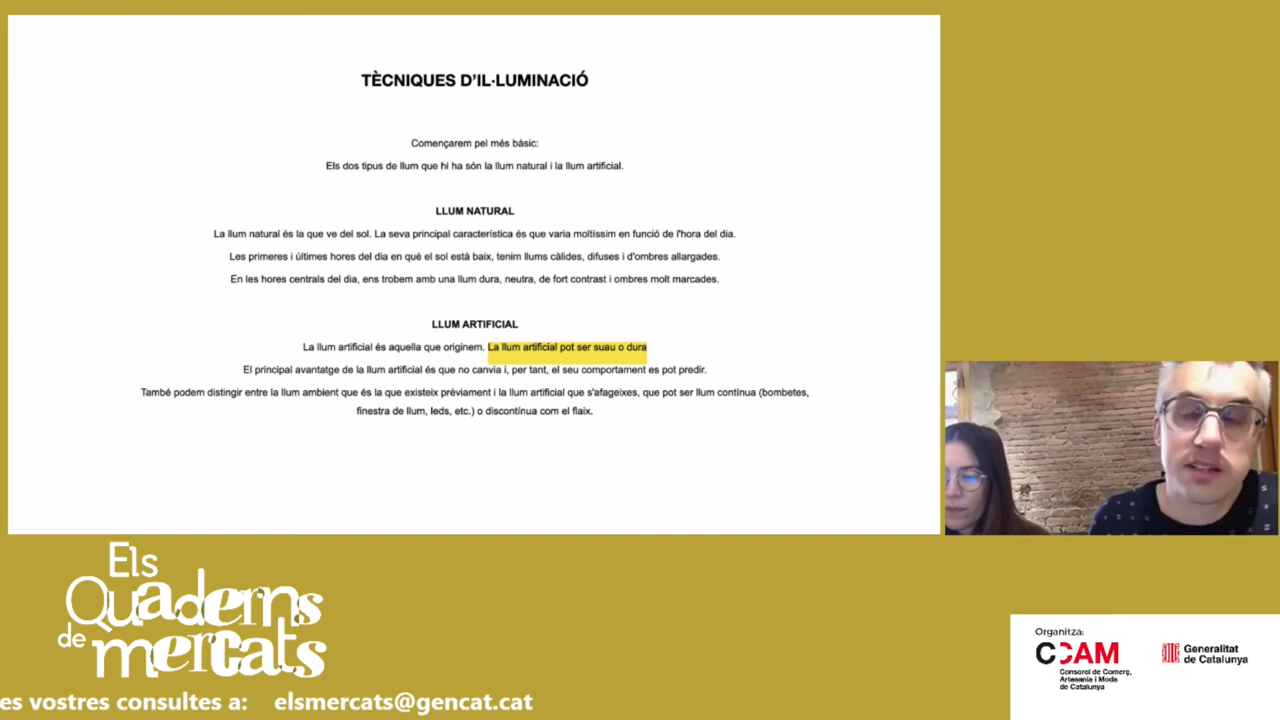 TÈCNIQUES D'IL·LUMINACIÓ
Començarem pel més bàsic:
Els dos tipus de llum que hi ha són la llum natural i la llum artificial.
LLUM NATURAL
La llum natural és la que ve del sol. La seva principal característica és que varia moltíssim en funció de l'hora del dia.
Les primeres i últimes hores del dia en què el sol està baix, tenim llums càlides, difuses i d'ombres allargades.
En les hores centrals del dia, ens trobem amb una llum dura, neutra, de fort contrast i ombres molt marcades.
LLUM ARTIFICIAL
La llum artificial és aquella que originem. La llum artificial pot ser suau o dura
El principal avantatge de la llum artificial és que no canvia i, per tant, el seu comportament es pot predir.
També podem distingir entre la llum ambient que és la que existeix prèviament i la llum artificial que s'afageixes, que pot ser llum contínua (bombetes,
finestra de llum, leds, etc.) o discontínua com el flaix.
Els
Quaderns
de mercats
es vostres consultes a: elsmercats@gencat.cat
Organitza:
CCAM
Consorci de Comerç,
Artesania i Moda
de Catalunya
Generalitat
de Catalunya